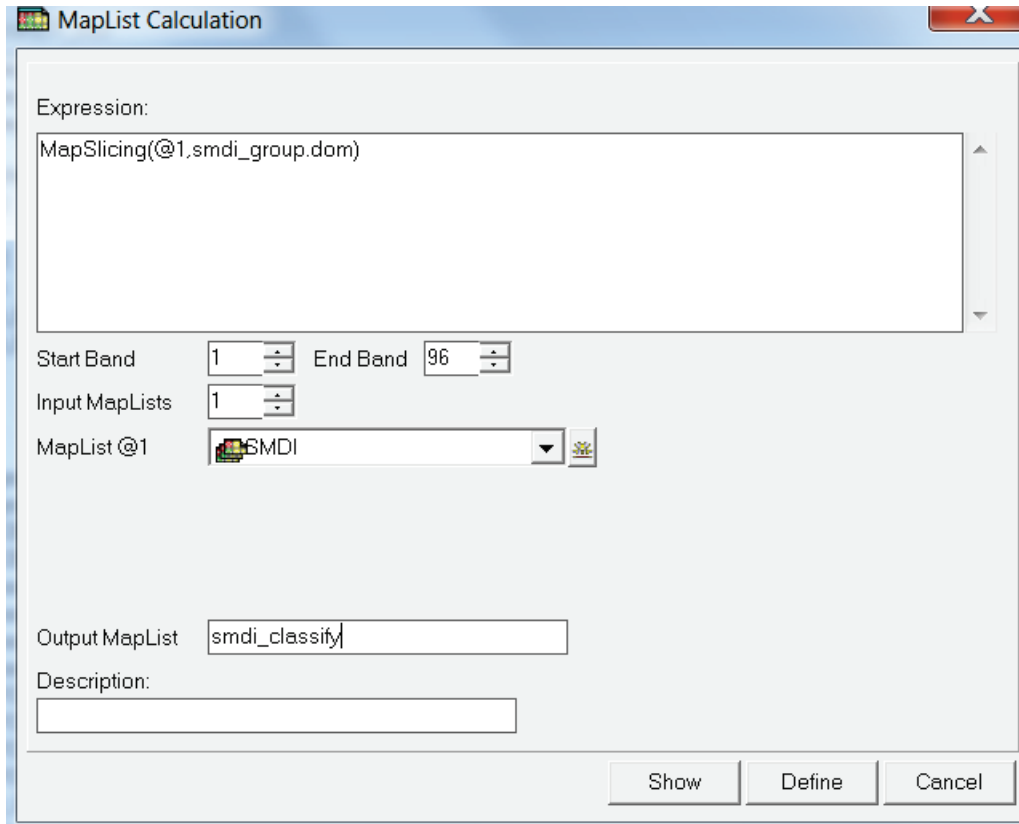 MapList Calculation
Expression:
MapSlicing(@1,smdi_group.dom)
Start Band 1 End Band 96
Input MapLists 1
MapList @1 SMDI
Output MapList smdi_classify
Description:
Show Define Cancel